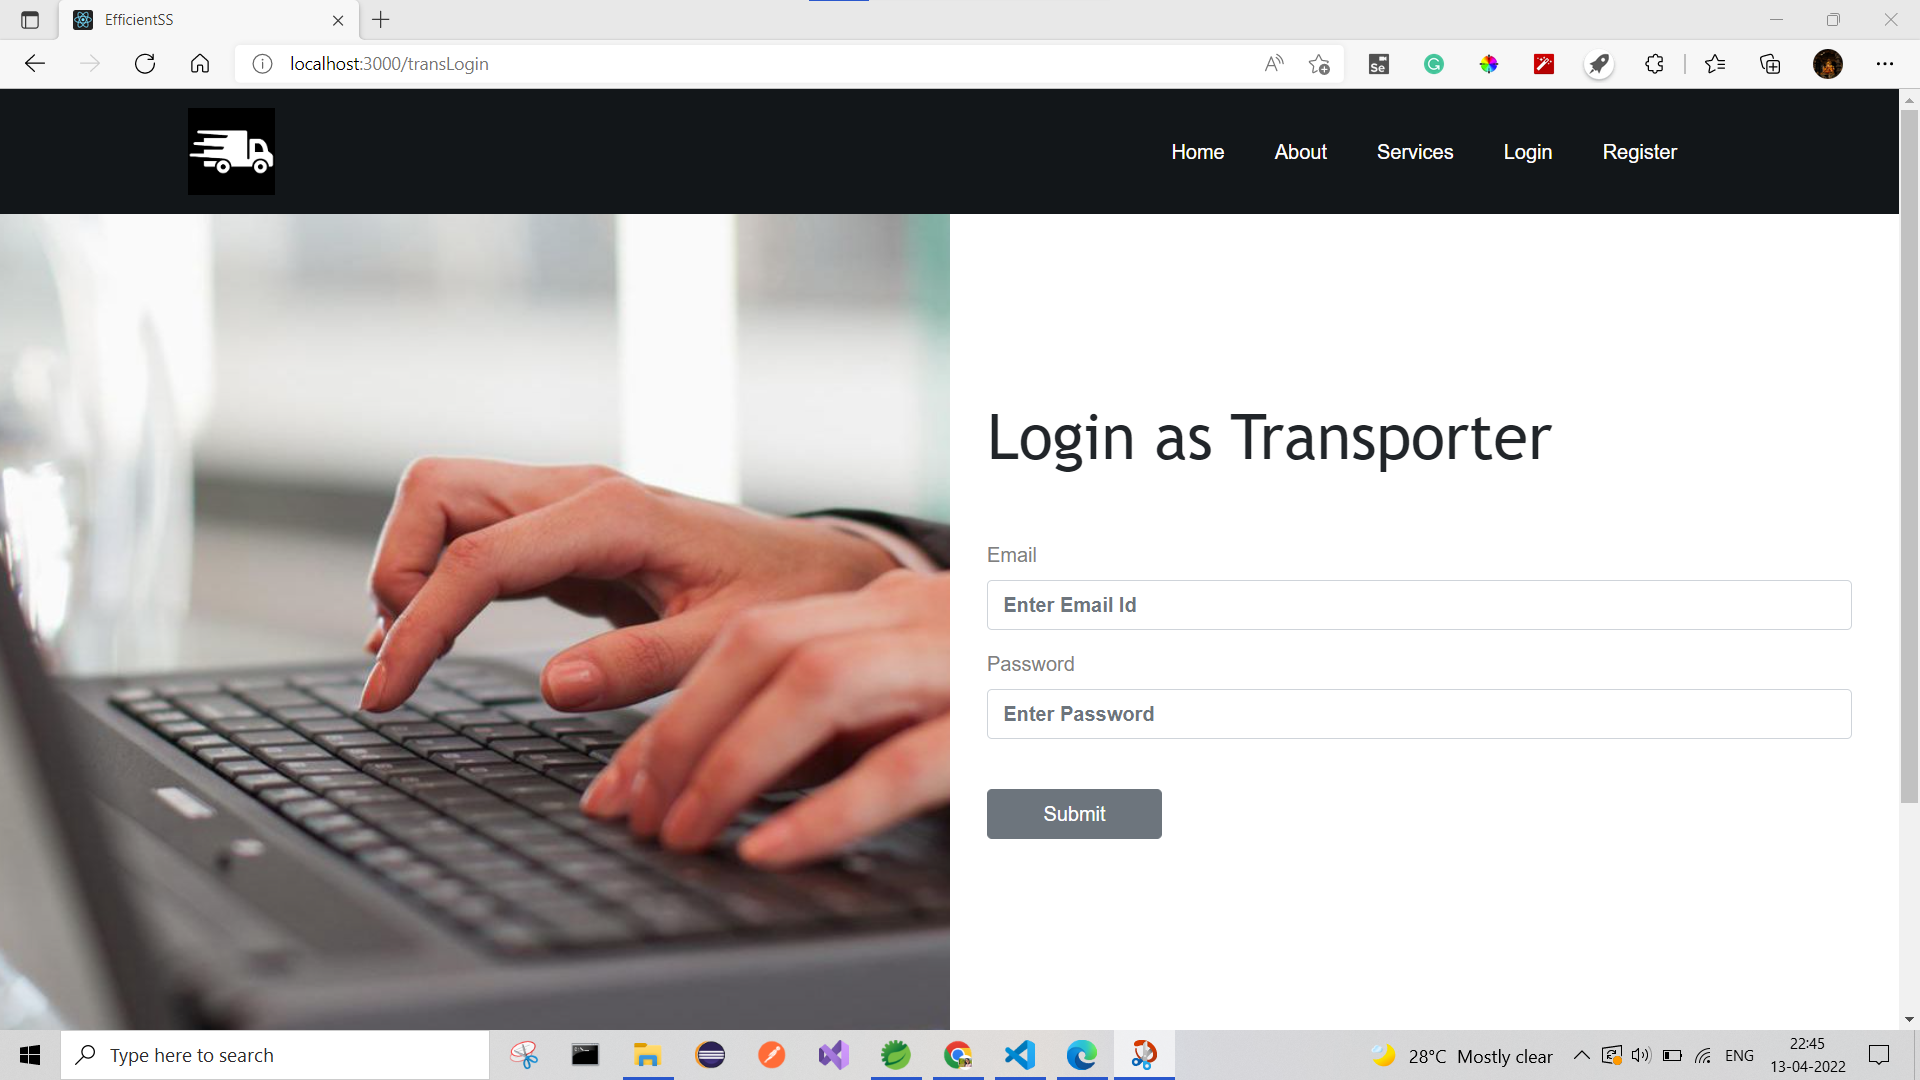 EfficientSS
localhost:3000/transLogin
Home About Services Login Register
Login as Transporter
Email
Enter Email Id
Password
Enter Password
Submit
Type here to search
28°C Mostly clear
ENG
22:45
13-04-2022